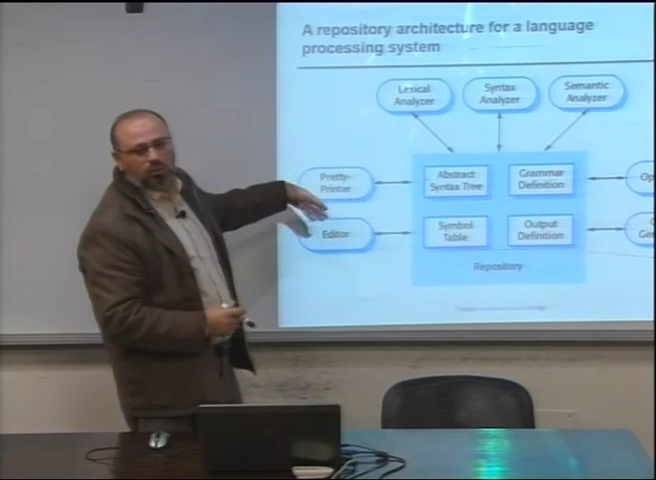 A repository architecture for a language
processing system
Lexical
Analyzer
Syntax
Analyzer
Semantic
Analyzer
Pretty-
Printer
Abstract
Syntax Tree
Grammar
Definition
Editor
Symbol
Table
Output
Definition
Repository